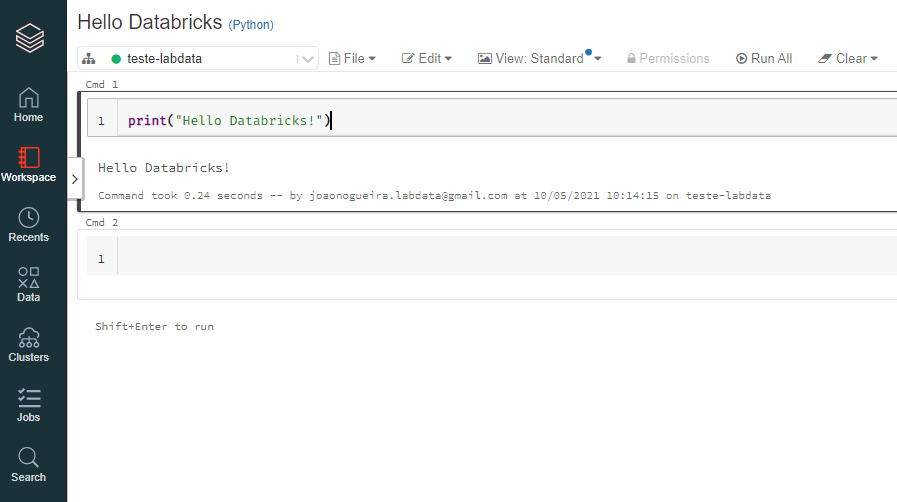 Hello Databricks (Python)
teste-labdata File Edit View: Standard Permissions Run All Clear
Home
Workspace
Recents
Data
Clusters
Jobs
Search
Cmd 1
1 print("Hello Databricks!")
Hello Databricks!
Command took 0.24 seconds -- by joaonogueira.labdata@gmail.com at 10/05/2021 10:14:15 on teste-labdata
Cmd 2
1
Shift+Enter to run